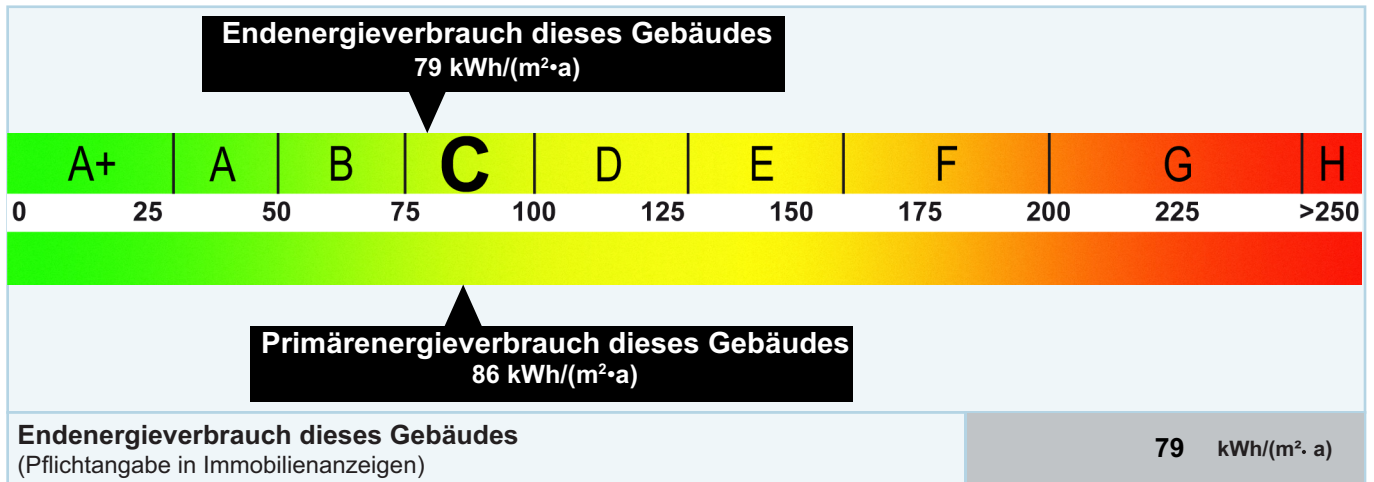 Endenergieverbrauch dieses Gebäudes
79 kWh/(m²•a)
A+ A B C D E F G H
0 25 50 75 100 125 150 175 200 225 >250
Primärenergieverbrauch dieses Gebäudes
86 kWh/(m²•a)
Endenergieverbrauch dieses Gebäudes 79 kWh/(m²· a)
(Pflichtangabe in Immobilienanzeigen)